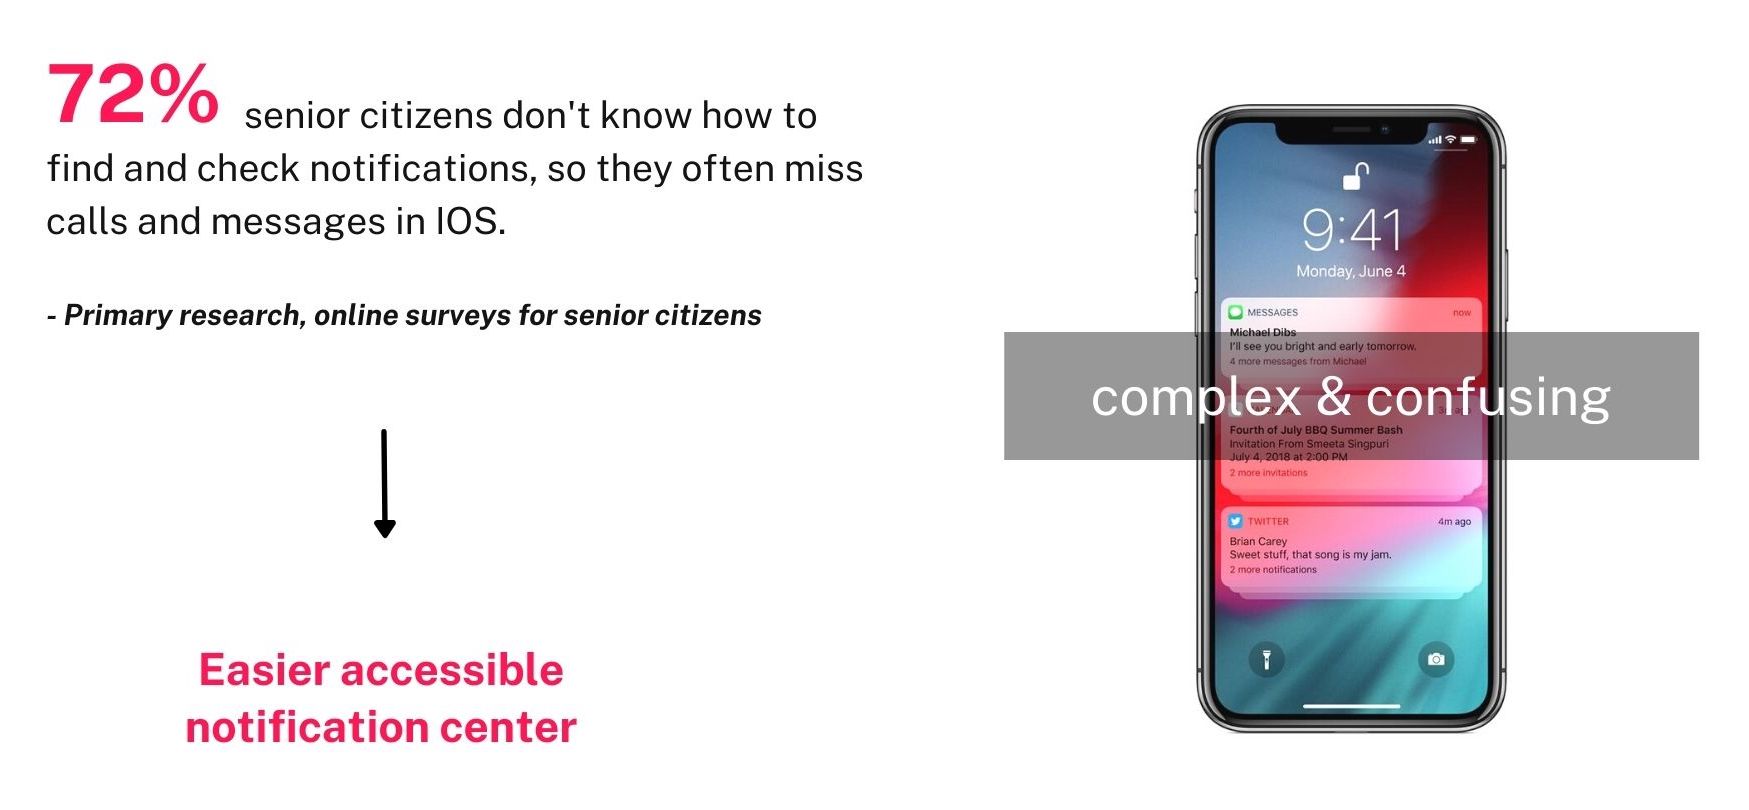 72% senior citizens don't know how to
find and check notifications, so they often miss
calls and messages in IOS.
- Primary research, online surveys for senior citizens
Easier accessible
notification center
9:41
Monday, June 4
MESSAGES now
Michael Dibs
I'll see you bright and early tomorrow.
4 more messages from Michael
complex & confusing
Fourth of July BBQ Summer Bash
Invitation From Smeeta Singpuri
July 4, 2018 at 2:00 PM
2 more invitations
TWITTER 4m ago
Brian Carey
Sweet stuff, that song is my jam.
2 more notifications